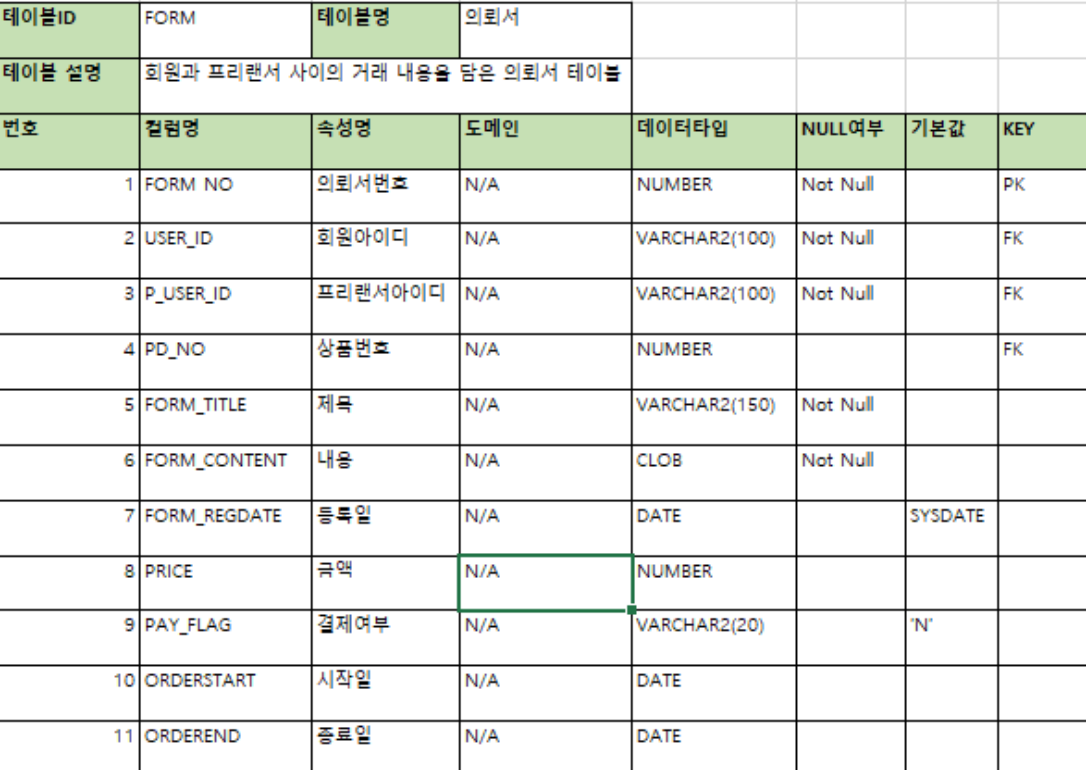 테이블ID FORM 테이블명 의뢰서
테이블 설명 회원과 프리랜서 사이의 거래 내용을 담은 의뢰서 테이블
번호 컬럼명 속성명 도메인 데이터타입 NULL여부 기본값 KEY
1 FORM NO 의뢰서번호 N/A NUMBER Not Null PK
2 USER_ID 회원아이디 N/A VARCHAR2(100) Not Null FK
3 P_USER_ID 프리랜서아이디 N/A VARCHAR2(100) Not Null FK
4 PD_NO 상품번호 N/A NUMBER FK
5 FORM_TITLE 제목 N/A VARCHAR2(150) Not Null
6 FORM_CONTENT 내용 N/A CLOB Not Null
7 FORM_REGDATE 등록일 N/A DATE SYSDATE
8 PRICE 금액 N/A NUMBER
9 PAY_FLAG 결제여부 N/A VARCHAR2(20) 'N'
10 ORDERSTART 시작일 N/A DATE
11 ORDEREND 종료일 N/A DATE